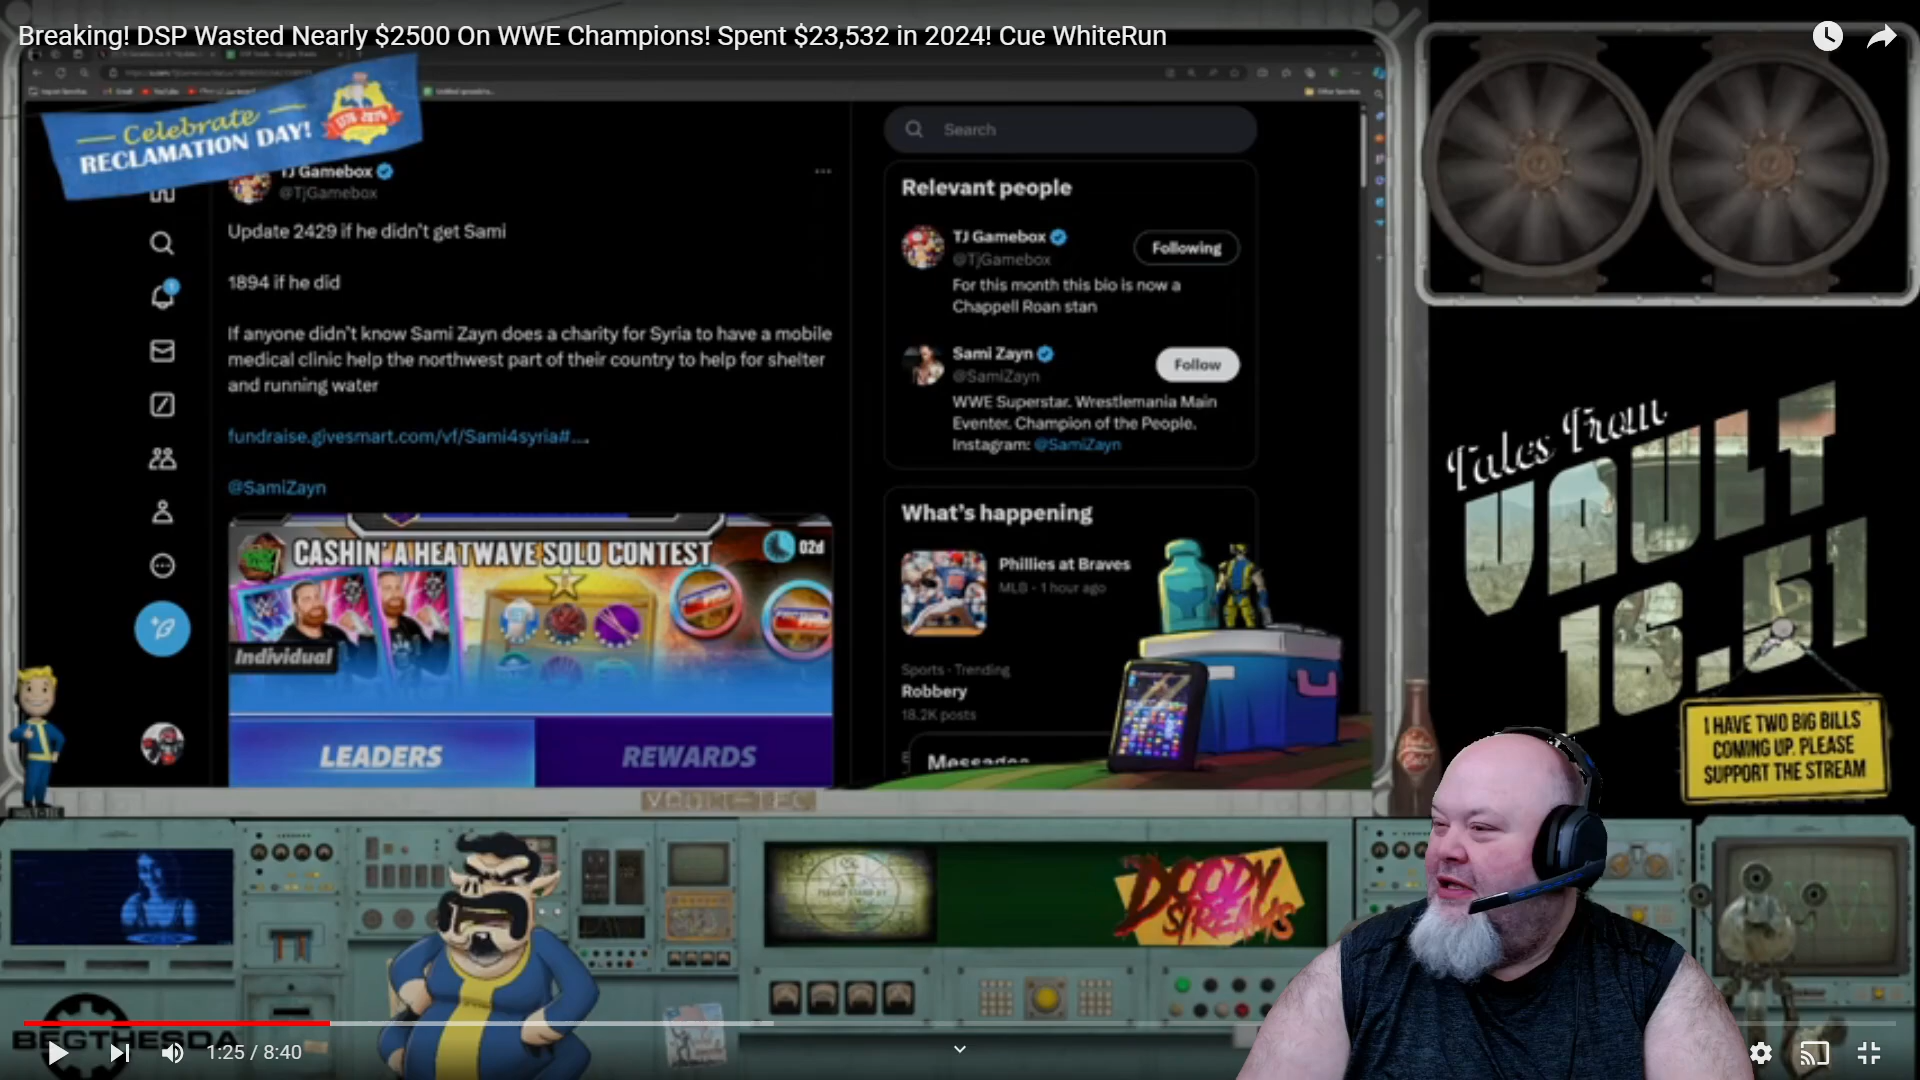 Breaking! DSP Wasted Nearly $2500 On WWE Champions! Spent $23,532 in 2024! Cue WhiteRun
Celebrate
RECLAMATION DAY!
TJ Gamebox
@TjGamebox
Update 2429 if he didn't get Sami
1894 if he did
If anyone didn't know Sami Zayn does a charity for Syria to have a mobile
medical clinic help the northwest part of their country to help for shelter
and running water
fundraise.givesmart.com/vf/Sami4syria#...
@SamiZayn
CASHIN' A HEATWAVE SOLO CONTEST
02d
Individual
LEADERS
REWARDS
Search
Relevant people
TJ Gamebox
@TjGamebox
Following
For this month this bio is now a
Chappell Roan stan
Sami Zayn
@SamiZayn
Follow
WWE Superstar. Wrestlemania Main
Eventer. Champion of the People.
Instagram: @SamiZayn
What's happening
Phillies at Braves
MLB · 1 hour ago
Sports · Trending
Robbery
18.2K posts
Messages
Tales From
VAULT
16.51
I HAVE TWO BIG BILLS
COMING UP, PLEASE
SUPPORT THE STREAM
VAULT-TEC
PLEASE STAND BY
DOODY
STREAMS
BEGTHESDA
1:25 / 8:40